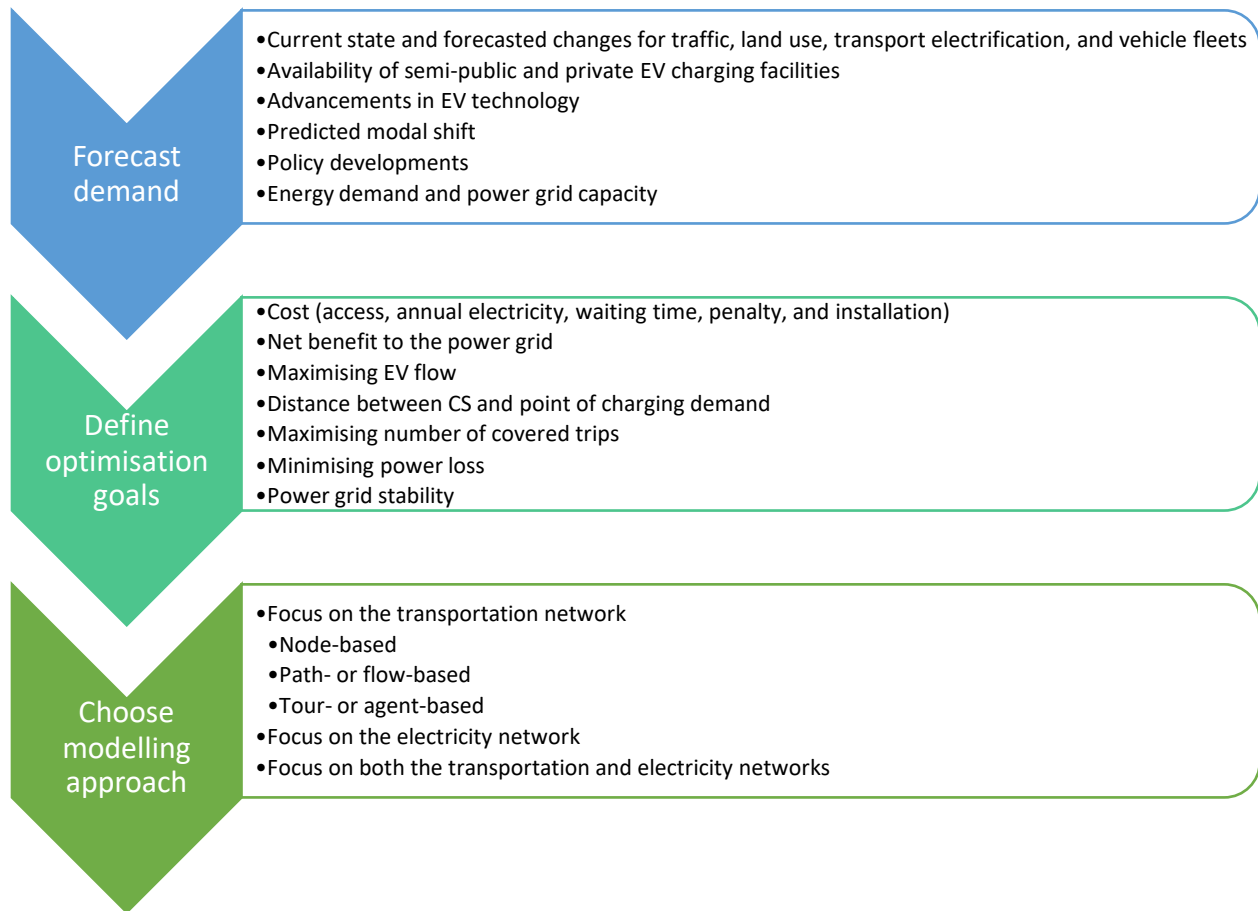 Forecast
demand
•Current state and forecasted changes for traffic, land use, transport electrification, and vehicle fleets
•Availability of semi-public and private EV charging facilities
•Advancements in EV technology
•Predicted modal shift
•Policy developments
•Energy demand and power grid capacity
Define
optimisation
goals
•Cost (access, annual electricity, waiting time, penalty, and installation)
•Net benefit to the power grid
•Maximising EV flow
•Distance between CS and point of charging demand
•Maximising number of covered trips
•Minimising power loss
•Power grid stability
Choose
modelling
approach
•Focus on the transportation network
•Node-based
•Path- or flow-based
•Tour- or agent-based
•Focus on the electricity network
•Focus on both the transportation and electricity networks